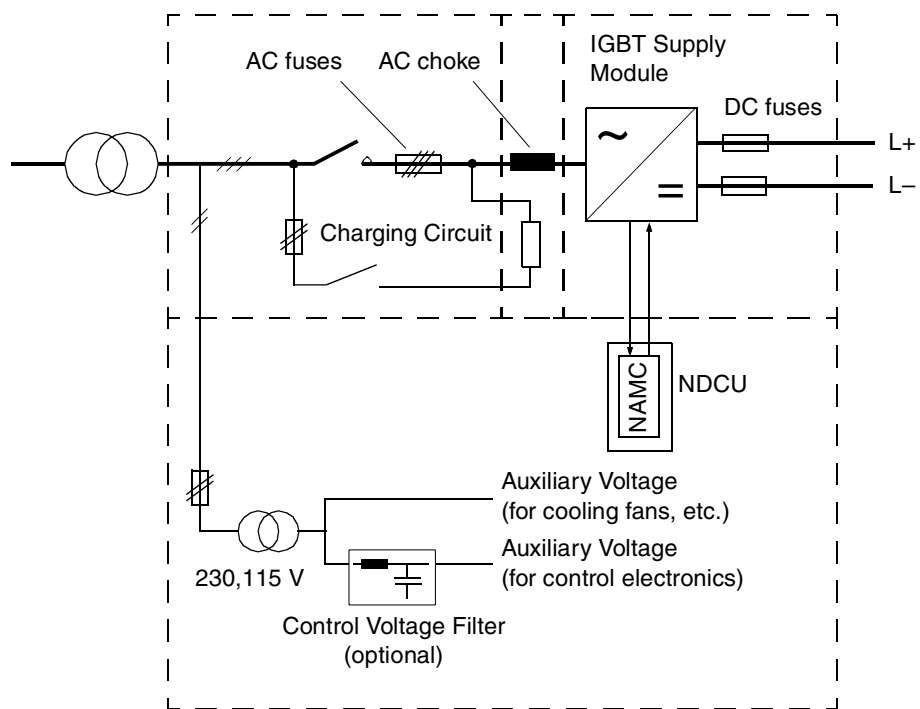 IGBT Supply
Module
AC fuses
AC choke
DC fuses
~
=
L+
L–
Charging Circuit
NAMC
NDCU
Auxiliary Voltage
(for cooling fans, etc.)
Auxiliary Voltage
(for control electronics)
230,115 V
Control Voltage Filter
(optional)